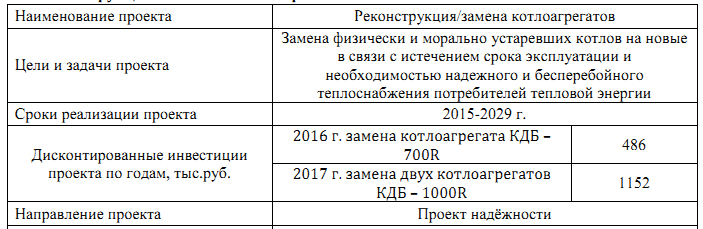 Наименование проекта
Реконструкция/замена котлоагрегатов
Цели и задачи проекта
Замена физически и морально устаревших котлов на новые
в связи с истечением срока эксплуатации и
необходимостью надежного и бесперебойного
теплоснабжения потребителей тепловой энергии
Сроки реализации проекта
2015-2029 г.
Дисконтированные инвестиции
проекта по годам, тыс.руб.
2016 г. замена котлоагрегата КДБ –
700R
486
2017 г. замена двух котлоагрегатов
КДБ – 1000R
1152
Направление проекта
Проект надёжности